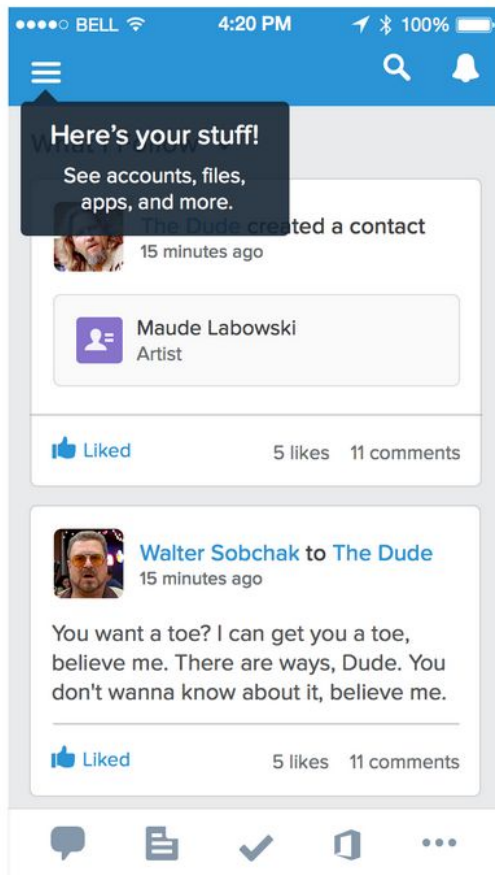 BELL 4:20 PM 100%
Here's your stuff!
See accounts, files,
apps, and more.
What I Follow
The Dude created a contact
15 minutes ago
Maude Labowski
Artist
Liked 5 likes 11 comments
Walter Sobchak to The Dude
15 minutes ago
You want a toe? I can get you a toe,
believe me. There are ways, Dude. You
don't wanna know about it, believe me.
Liked 5 likes 11 comments